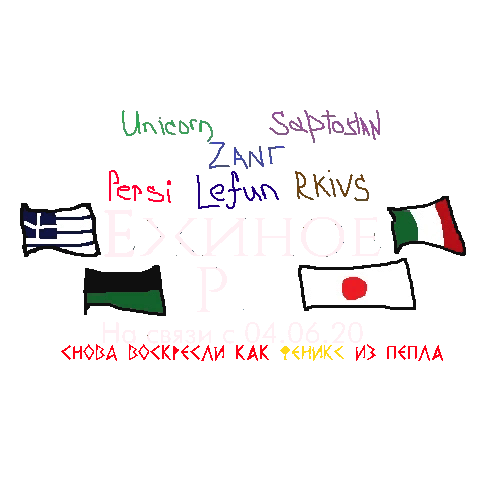 Unicorn Saptosian
ZANГ
Persi Lefun RKiVS
Ежиное
Р
На связи с 04.06.20
СНОВА ВОСКРЕСЛИ КАК ФЕНИКС ИЗ ПЕПЛА